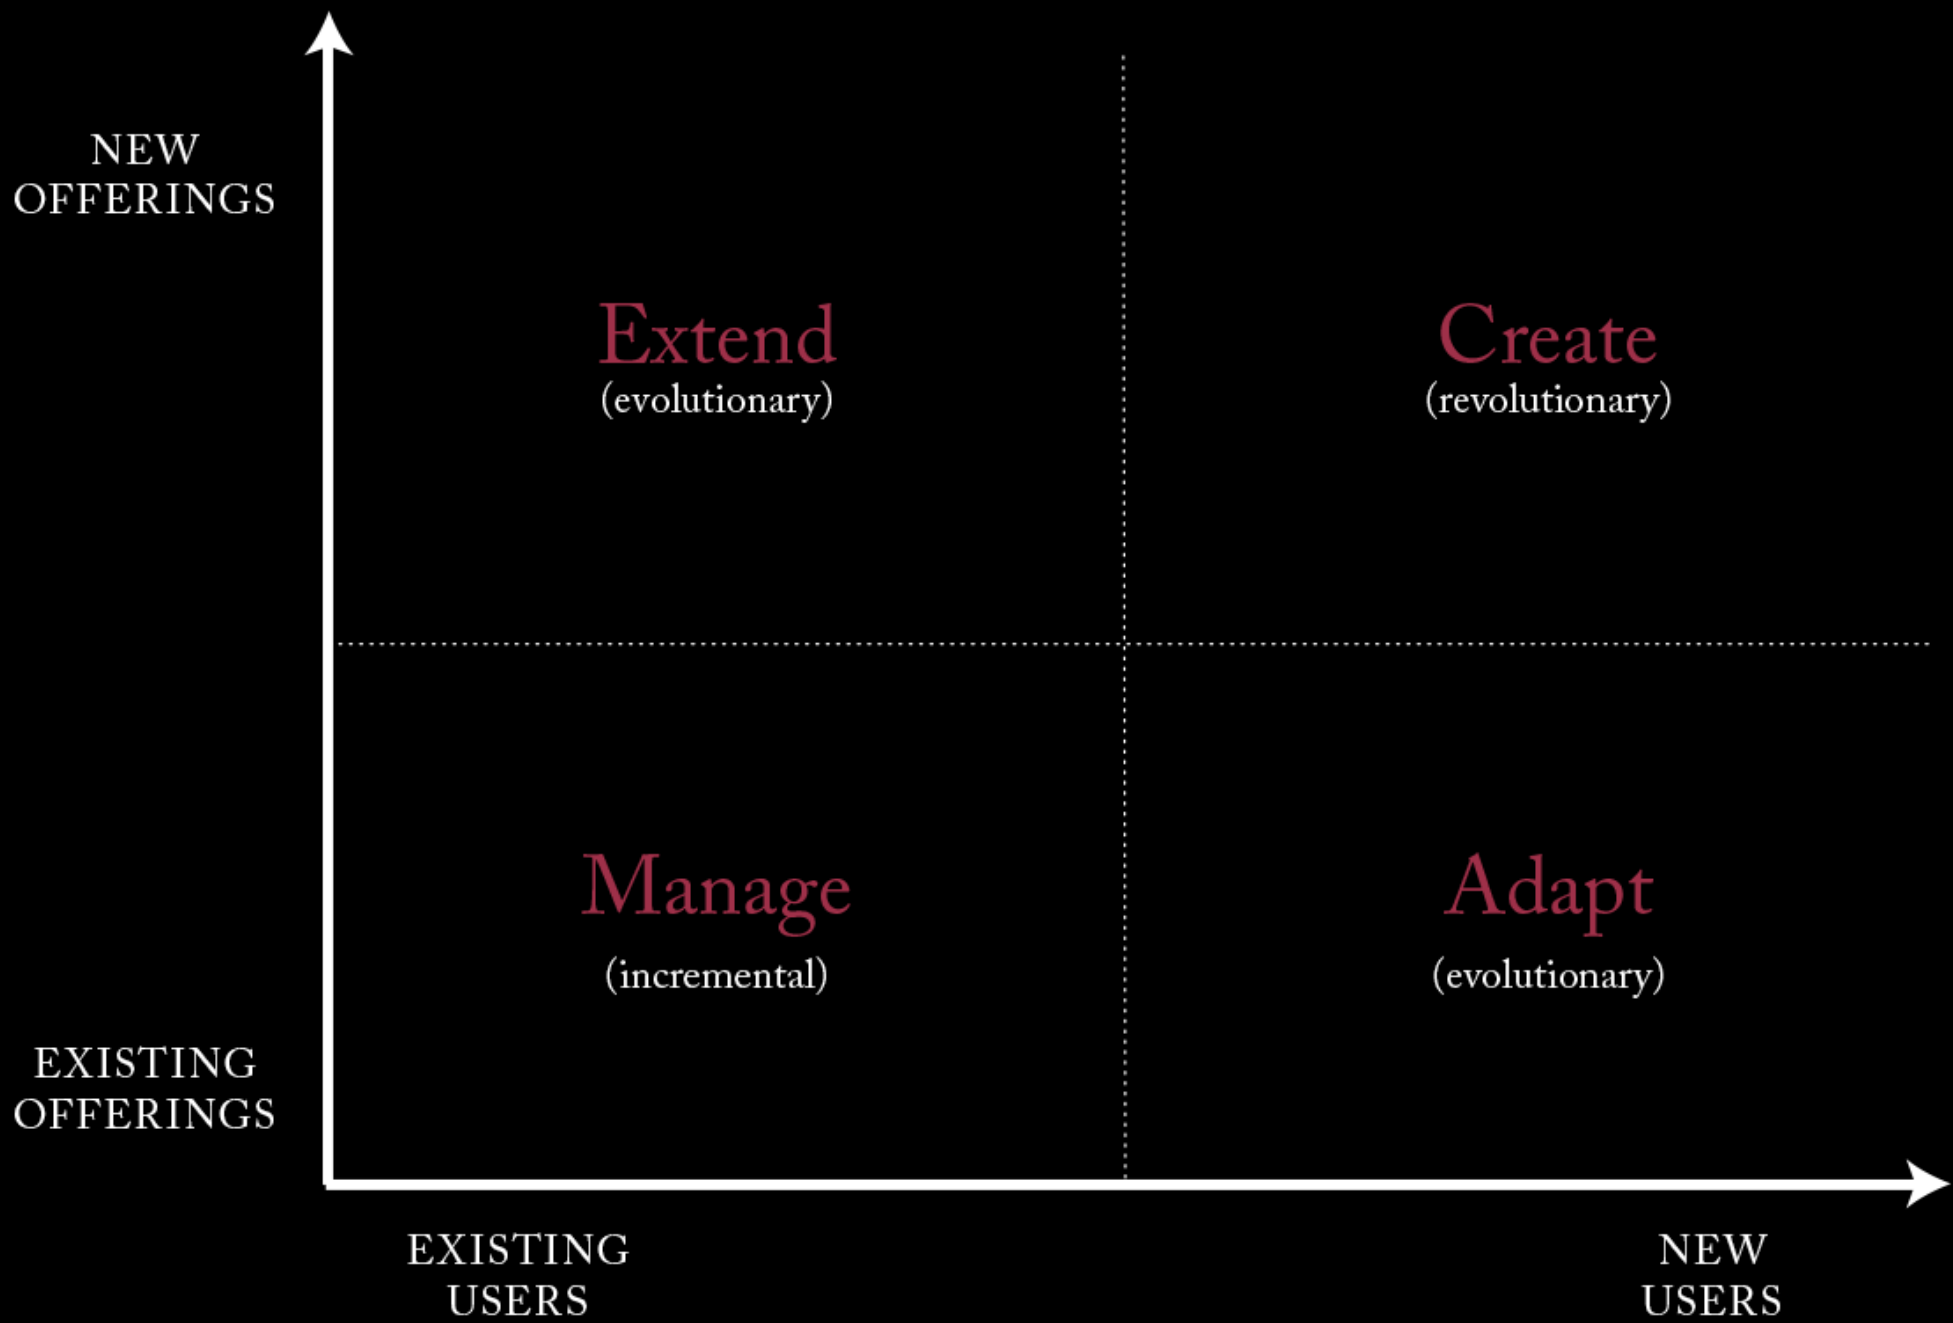 NEW
OFFERINGS
Extend
(evolutionary)
Create
(revolutionary)
Manage
(incremental)
Adapt
(evolutionary)
EXISTING
OFFERINGS
EXISTING
USERS
NEW
USERS